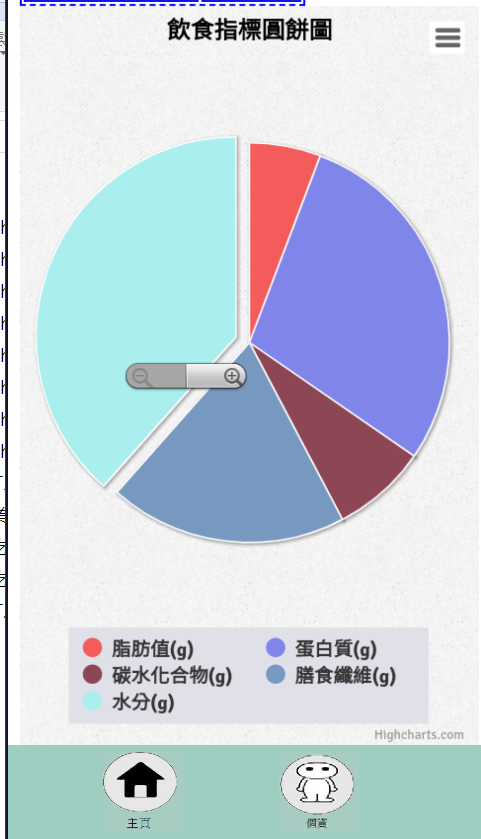 飲食指標圓餅圖
脂肪值(g) 蛋白質(g)
碳水化合物(g) 膳食纖維(g)
水分(g)
Highcharts.com
主頁 個資